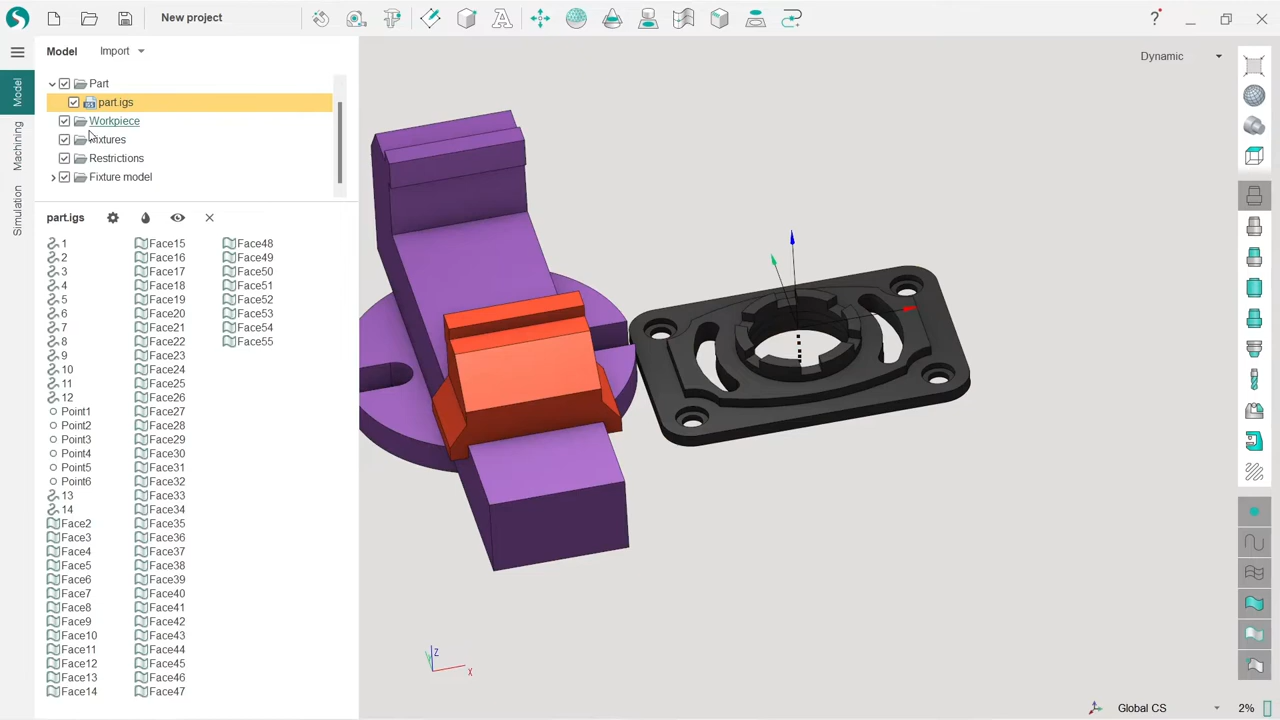 New project
?
Model Import
Dynamic
Part
part.igs
Workpiece
Fixtures
Restrictions
Fixture model
Model
Machining
Simulation
part.igs
1 Face15 Face48
2 Face16 Face49
3 Face17 Face50
4 Face18 Face51
5 Face19 Face52
6 Face20 Face53
7 Face21 Face54
8 Face22 Face55
9 Face23
10 Face24
11 Face25
12 Face26
Point1 Face27
Point2 Face28
Point3 Face29
Point4 Face30
Point5 Face31
Point6 Face32
13 Face33
14 Face34
Face2 Face35
Face3 Face36
Face4 Face37
Face5 Face38
Face6 Face39
Face7 Face40
Face8 Face41
Face9 Face42
Face10 Face43
Face11 Face44
Face12 Face45
Face13 Face46
Face14 Face47
Z
X
Global CS 2%